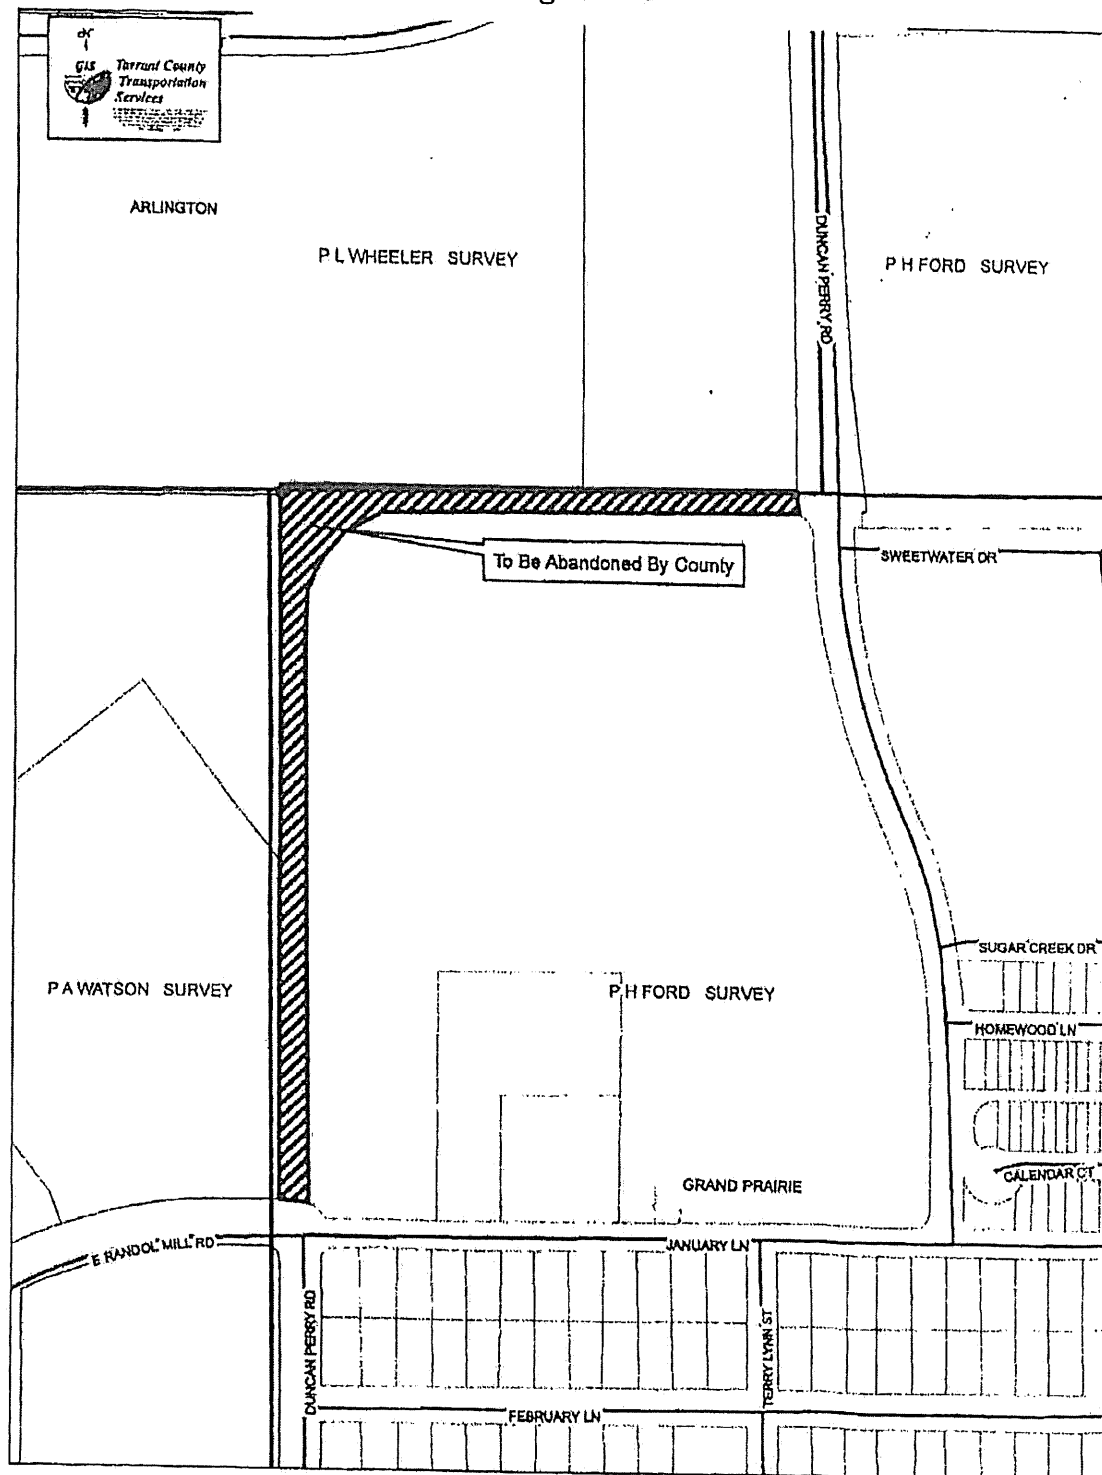 GIS
Tarrant County
Transportation
Services
ARLINGTON
P L WHEELER SURVEY
DUNCAN PERRY RD
P H FORD SURVEY
To Be Abandoned By County
SWEETWATER DR
SUGAR CREEK DR
P A WATSON SURVEY
P H FORD SURVEY
HOMEWOOD LN
CALENDAR CT
GRAND PRAIRIE
E RANDOL MILL RD
JANUARY LN
DUNCAN PERRY RD
TERRY LYNN ST
FEBRUARY LN